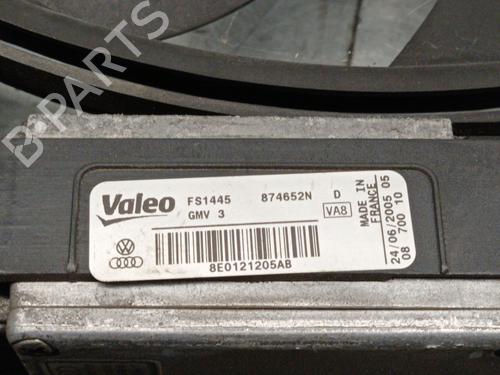 B-PARTS
Valeo FS1445 874652N D
GMV 3 VA8
8E0121205AB
MADE IN
FRANCE
24/06/2005 05
08 700 10